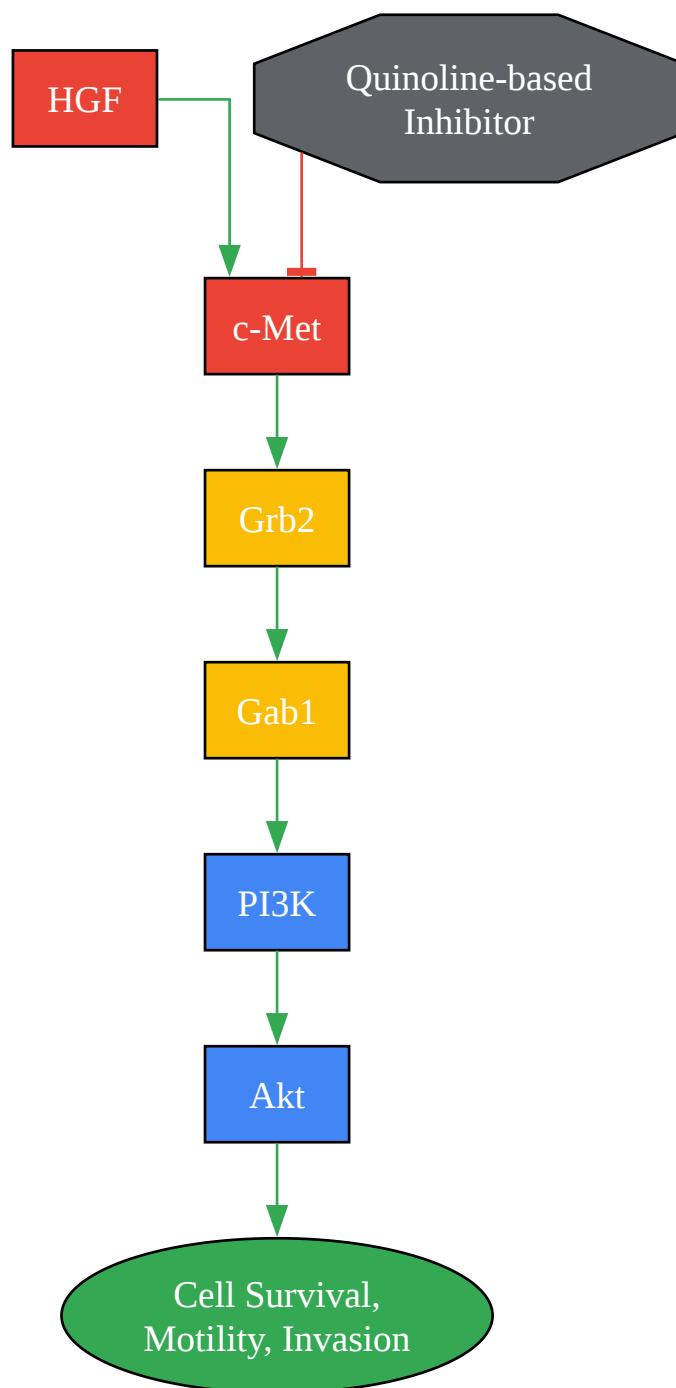 HGF
Quinoline-based
Inhibitor
c-Met
Grb2
Gab1
PI3K
Akt
Cell Survival,
Motility, Invasion